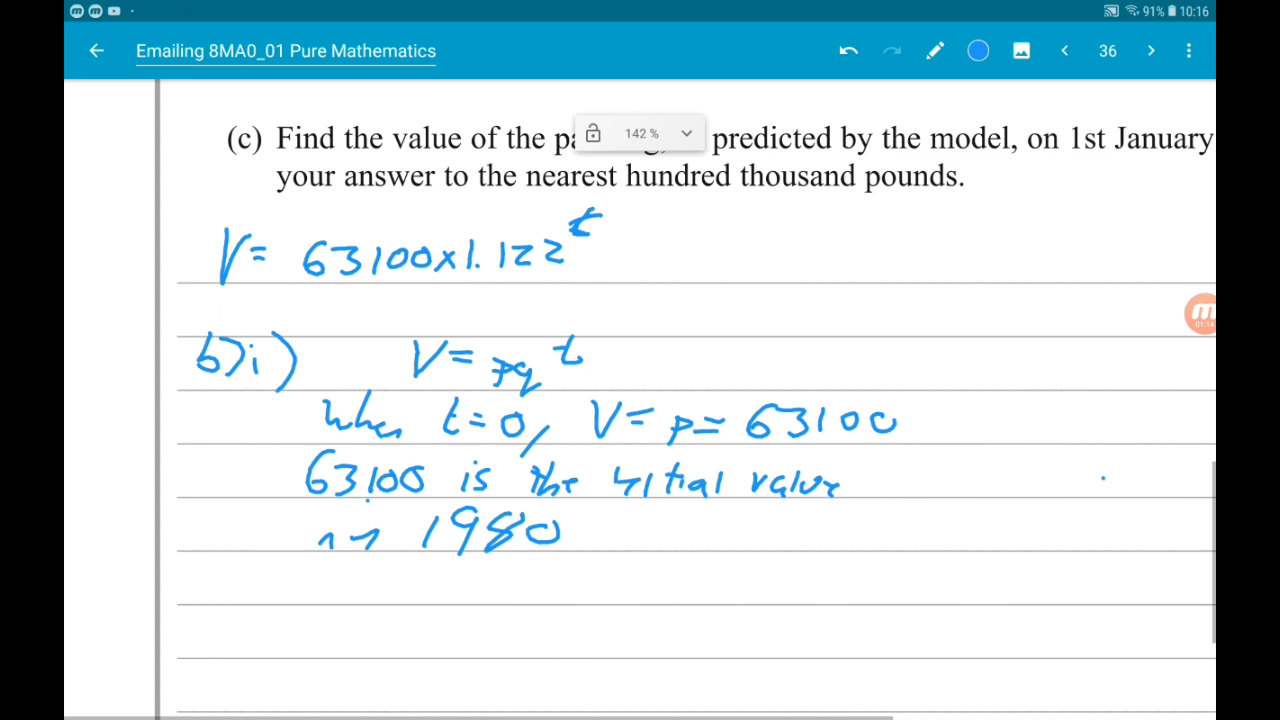 91% 10:16
Emailing 8MA0_01 Pure Mathematics
36
142 %
(c) Find the value of the pa predicted by the model, on 1st January
your answer to the nearest hundred thousand pounds.
V = 63100 x 1.122^t
b) i) V = pq^t
when t = 0, V = p = 63100
63100 is the initial value
in 1980